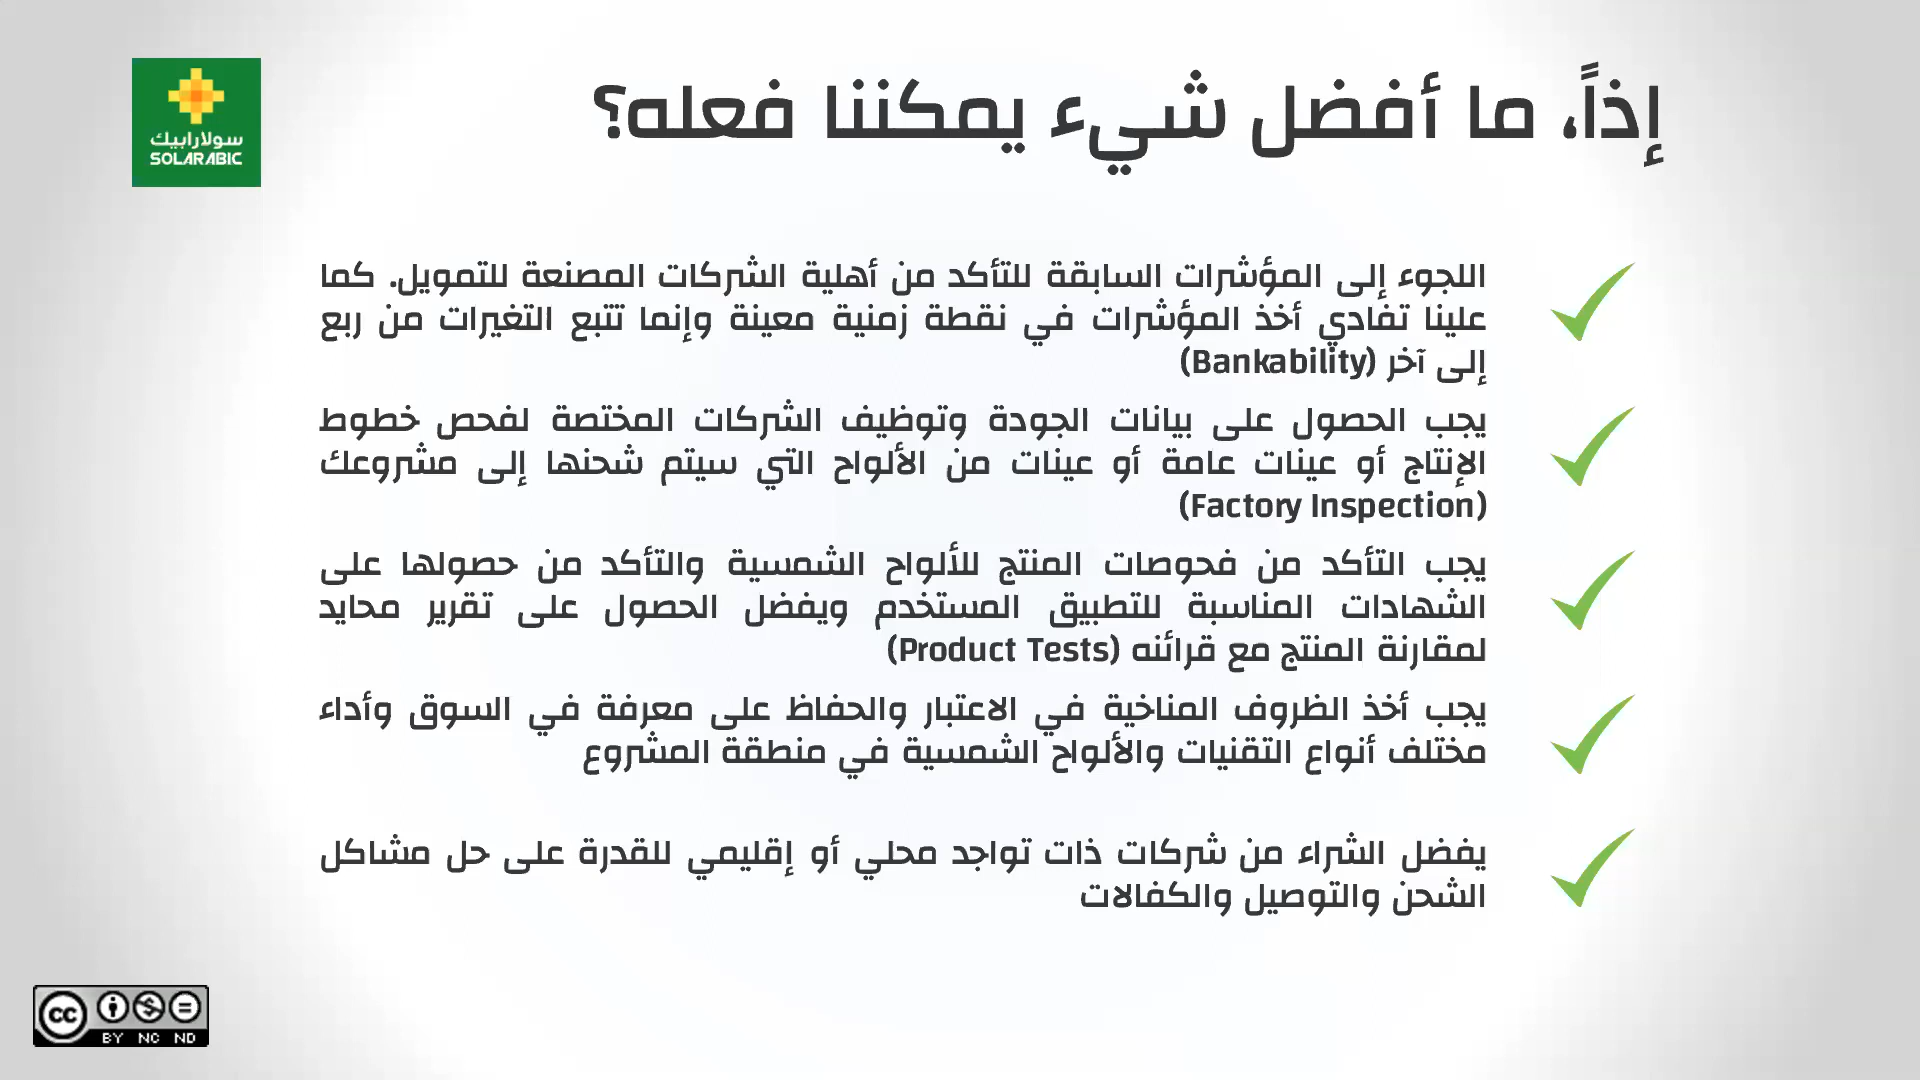 إذاً، ما أفضل شيء يمكننا فعله؟
سولارابيك
SOLARABIC
اللجوء إلى المؤشرات السابقة للتأكد من أهلية الشركات المصنعة للتمويل. كما
علينا تفادي أخذ المؤشرات في نقطة زمنية معينة وإنما تتبع التغيرات من ربع
إلى آخر (Bankability)
يجب الحصول على بيانات الجودة وتوظيف الشركات المختصة لفحص خطوط
الإنتاج أو عينات عامة أو عينات من الألواح التي سيتم شحنها إلى مشروعك
(Factory Inspection)
يجب التأكد من فحوصات المنتج للألواح الشمسية والتأكد من حصولها على
الشهادات المناسبة للتطبيق المستخدم ويفضل الحصول على تقرير محايد
لمقارنة المنتج مع قرائنه (Product Tests)
يجب أخذ الظروف المناخية في الاعتبار والحفاظ على معرفة في السوق وأداء
مختلف أنواع التقنيات والألواح الشمسية في منطقة المشروع
يفضل الشراء من شركات ذات تواجد محلي أو إقليمي للقدرة على حل مشاكل
الشحن والتوصيل والكفالات
cc
BY NC ND